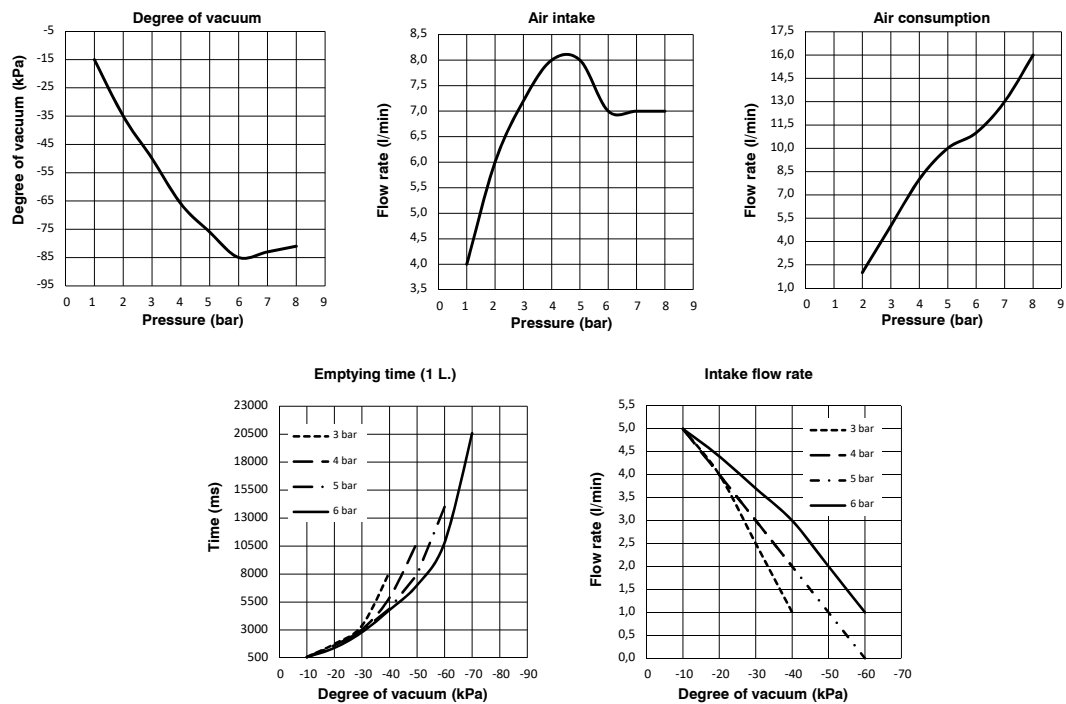 Degree of vacuum
Degree of vacuum (kPa)
-5
-15
-25
-35
-45
-55
-65
-75
-85
-95
0 1 2 3 4 5 6 7 8 9
Pressure (bar)
Air intake
Flow rate (l/min)
8,5
8,0
7,5
7,0
6,5
6,0
5,5
5,0
4,5
4,0
3,5
0 1 2 3 4 5 6 7 8 9
Pressure (bar)
Air consumption
Flow rate (l/min)
17,5
16,0
14,5
13,0
11,5
10,0
8,5
7,0
5,5
4,0
2,5
1,0
0 1 2 3 4 5 6 7 8 9
Pressure (bar)
Emptying time (1 L.)
Time (ms)
23000
20500
18000
15500
13000
10500
8000
5500
3000
500
3 bar
4 bar
5 bar
6 bar
0 -10 -20 -30 -40 -50 -60 -70 -80 -90
Degree of vacuum (kPa)
Intake flow rate
Flow rate (l/min)
5,5
5,0
4,5
4,0
3,5
3,0
2,5
2,0
1,5
1,0
0,5
0,0
3 bar
4 bar
5 bar
6 bar
0 -10 -20 -30 -40 -50 -60 -70
Degree of vacuum (kPa)